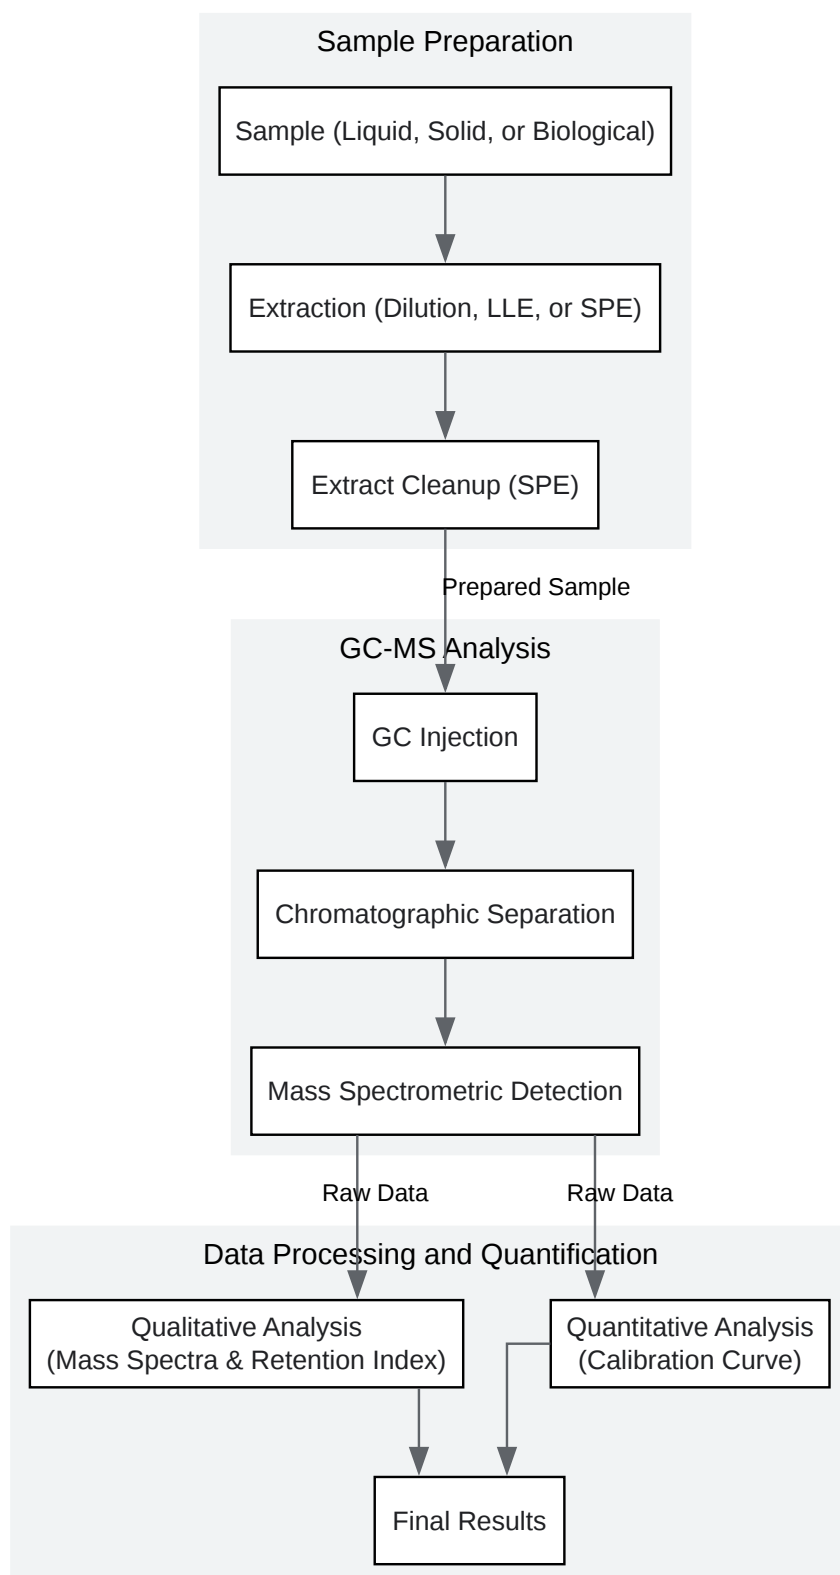 Sample Preparation
Sample (Liquid, Solid, or Biological)
Extraction (Dilution, LLE, or SPE)
Extract Cleanup (SPE)
Prepared Sample
GC-MS Analysis
GC Injection
Chromatographic Separation
Mass Spectrometric Detection
Raw Data
Raw Data
Data Processing and Quantification
Qualitative Analysis
(Mass Spectra & Retention Index)
Quantitative Analysis
(Calibration Curve)
Final Results